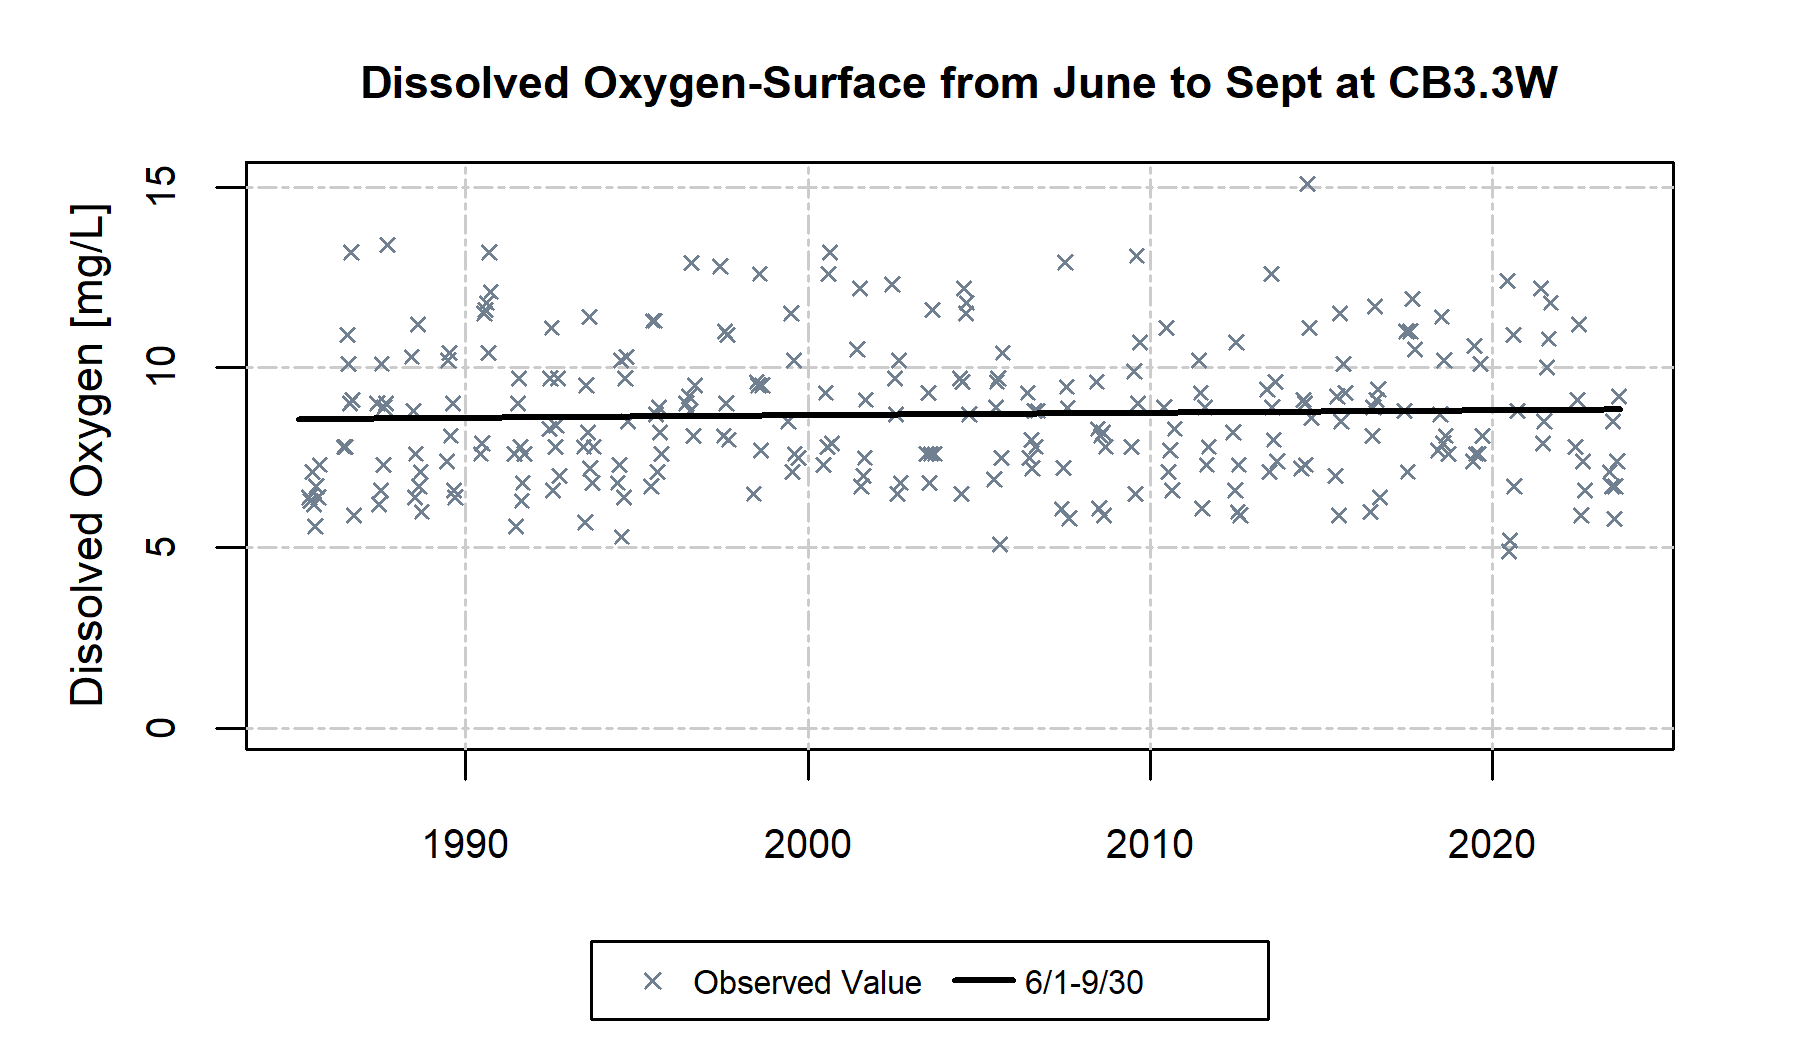 Dissolved Oxygen-Surface from June to Sept at CB3.3W
Dissolved Oxygen [mg/L]
15
10
5
0
1990 2000 2010 2020
Observed Value 6/1-9/30